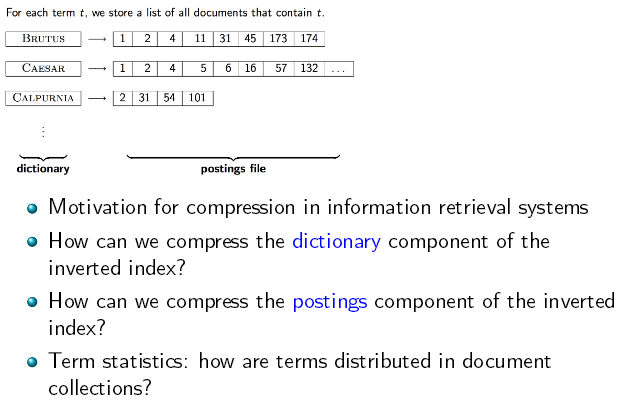 For each term t, we store a list of all documents that contain t.
BRUTUS ⟶ 1 2 4 11 31 45 173 174
CAESAR ⟶ 1 2 4 5 6 16 57 132 ...
CALPURNIA ⟶ 2 31 54 101
⋮
dictionary postings file
Motivation for compression in information retrieval systems
How can we compress the dictionary component of the
inverted index?
How can we compress the postings component of the inverted
index?
Term statistics: how are terms distributed in document
collections?